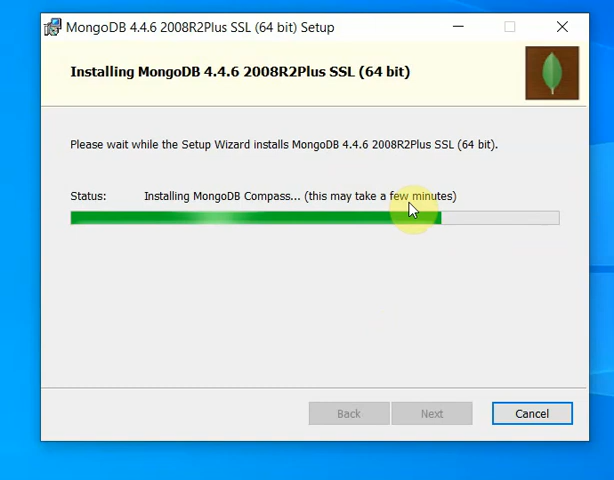 MongoDB 4.4.6 2008R2Plus SSL (64 bit) Setup
Installing MongoDB 4.4.6 2008R2Plus SSL (64 bit)
Please wait while the Setup Wizard installs MongoDB 4.4.6 2008R2Plus SSL (64 bit).
Status: Installing MongoDB Compass... (this may take a few minutes)
Back Next Cancel